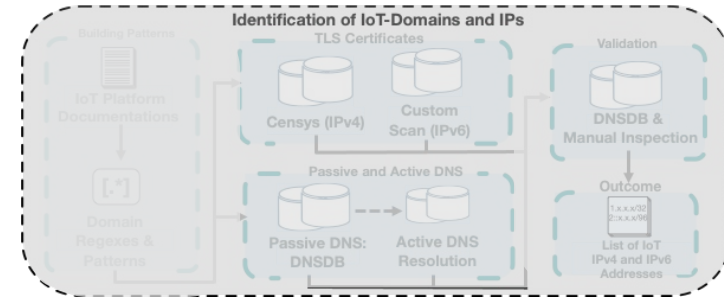 Identification of IoT-Domains and IPs
Building Patterns
IoT Platform
Documentations
[.*]
Domain
Regexes &
Patterns
TLS Certificates
Censys (IPv4)
Custom
Scan (IPv6)
Passive and Active DNS
Passive DNS:
DNSDB
Active DNS
Resolution
Validation
DNSDB &
Manual Inspection
Outcome
1.x.x.x/32
2::x.x.x/96
List of IoT
IPv4 and IPv6
Addresses